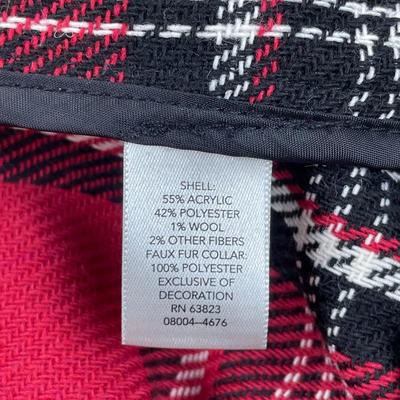 SHELL:
55% ACRYLIC
42% POLYESTER
1% WOOL
2% OTHER FIBERS
FAUX FUR COLLAR:
100% POLYESTER
EXCLUSIVE OF
DECORATION
RN 63823
08004--4676